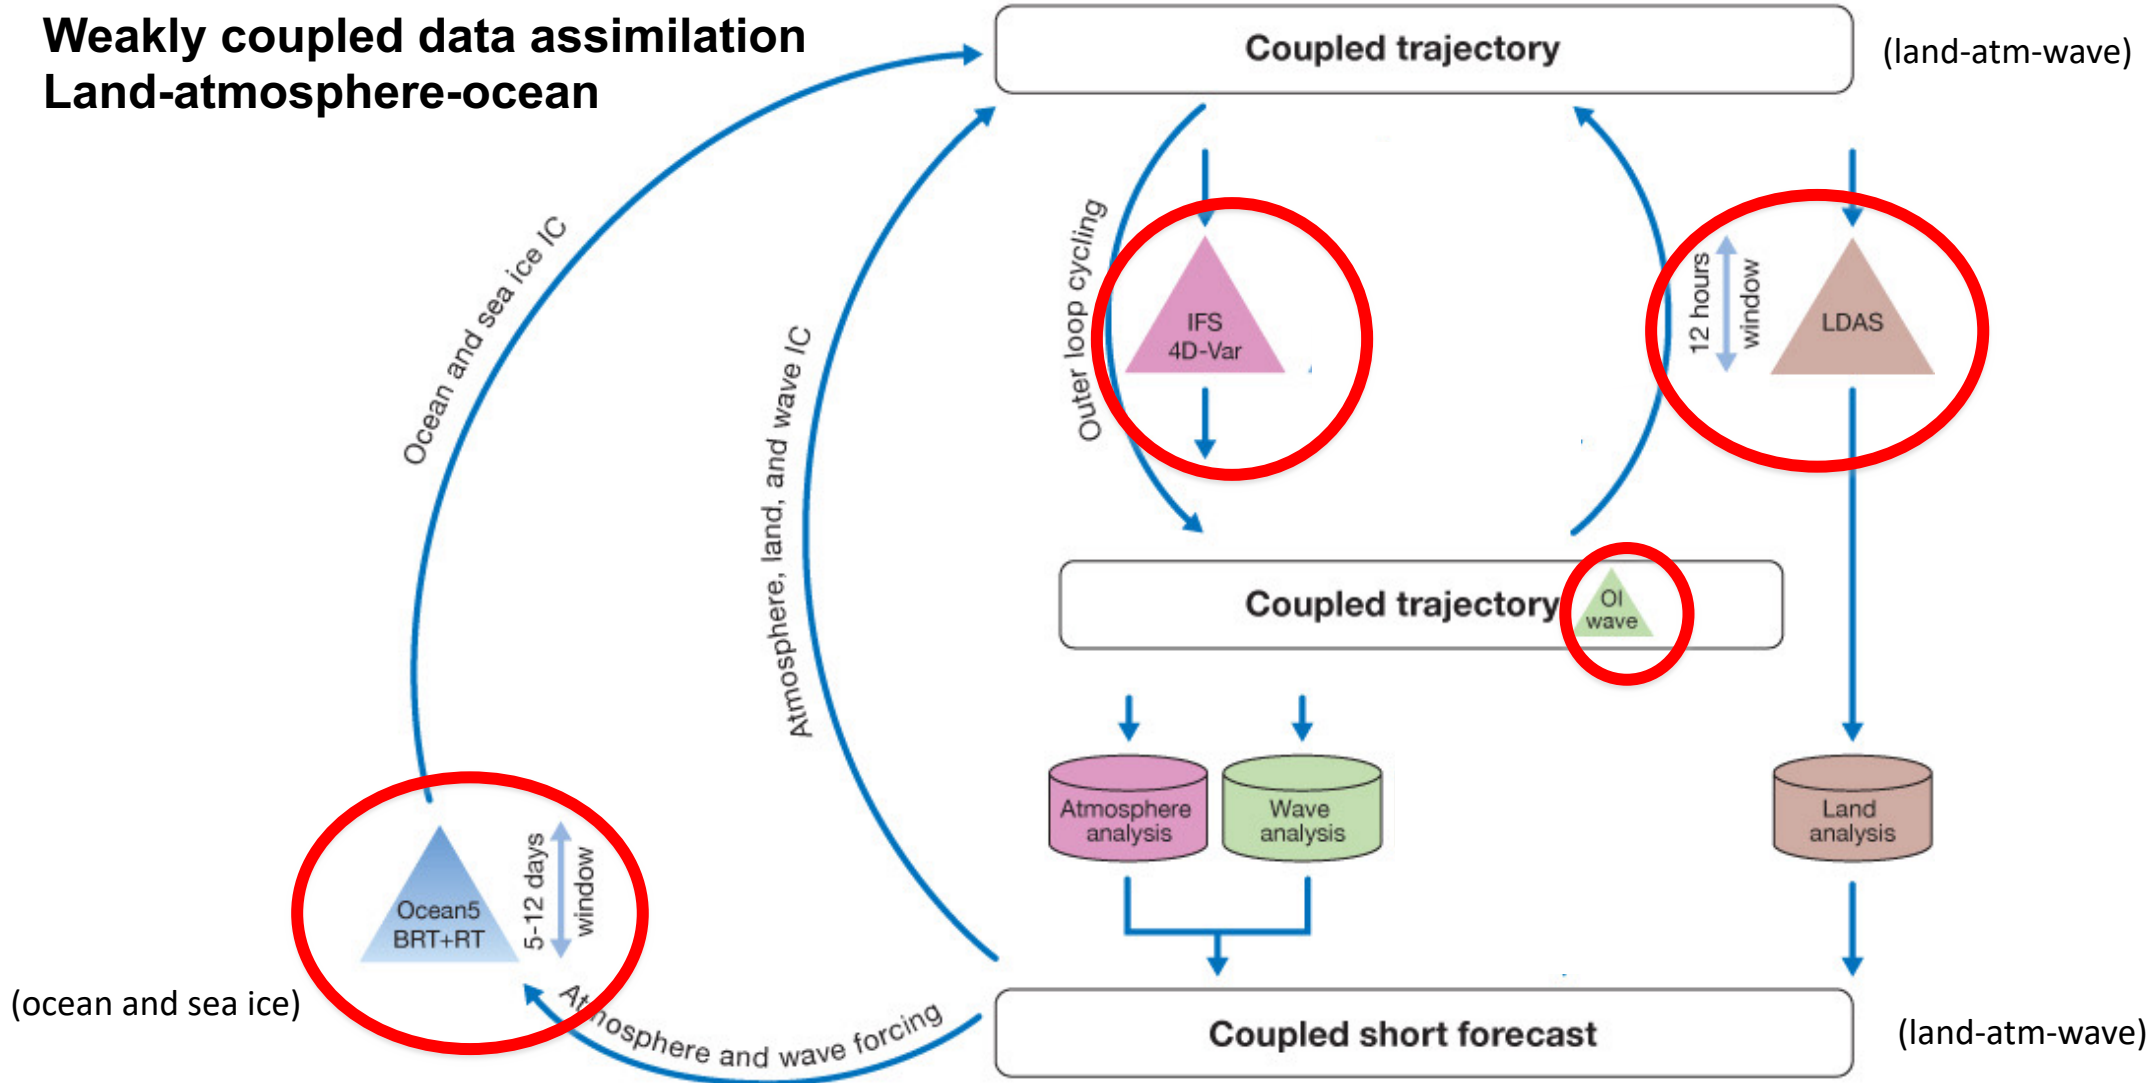 Weakly coupled data assimilation
Land-atmosphere-ocean
Coupled trajectory
(land-atm-wave)
Ocean and sea ice IC
Atmosphere, land, and wave IC
Outer loop cycling
IFS
4D-Var
12 hours
window
LDAS
Coupled trajectory
OI
wave
Atmosphere
analysis
Wave
analysis
Land
analysis
Ocean5
BRT+RT
5-12 days
window
(ocean and sea ice)
Atmosphere and wave forcing
Coupled short forecast
(land-atm-wave)